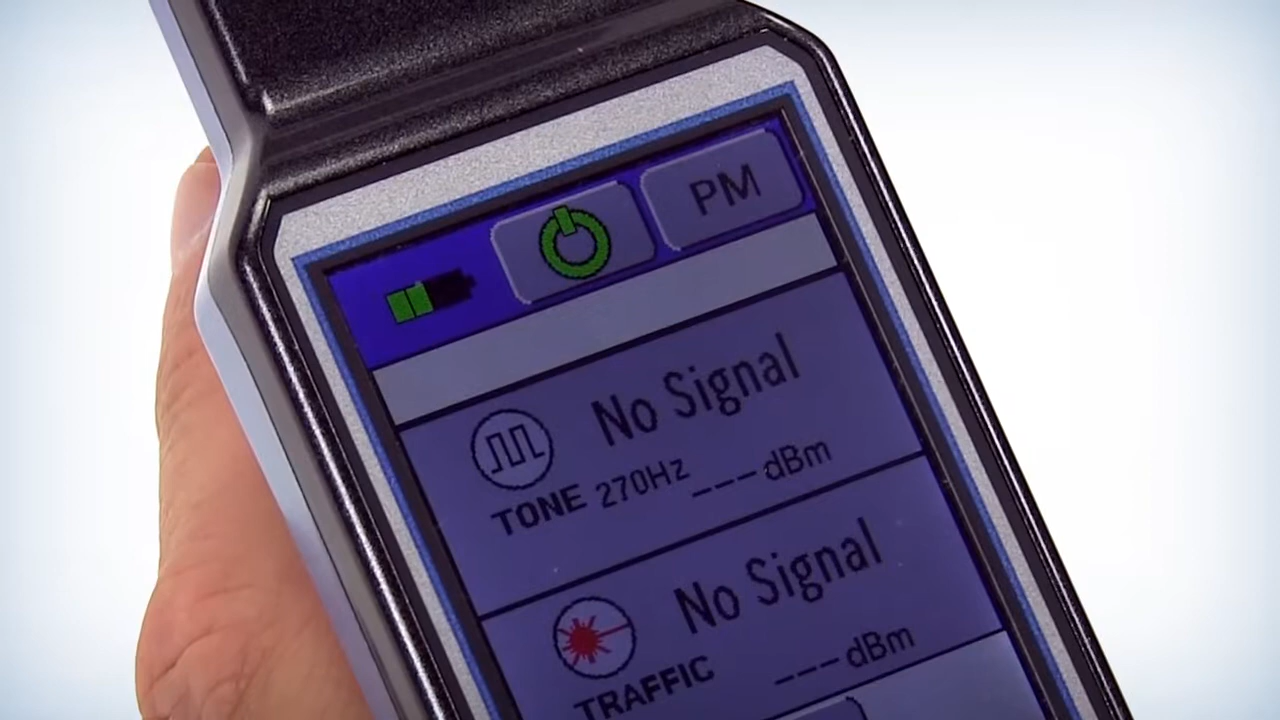 PM
No Signal
TONE 270Hz ---dBm
No Signal
TRAFFIC ---dBm